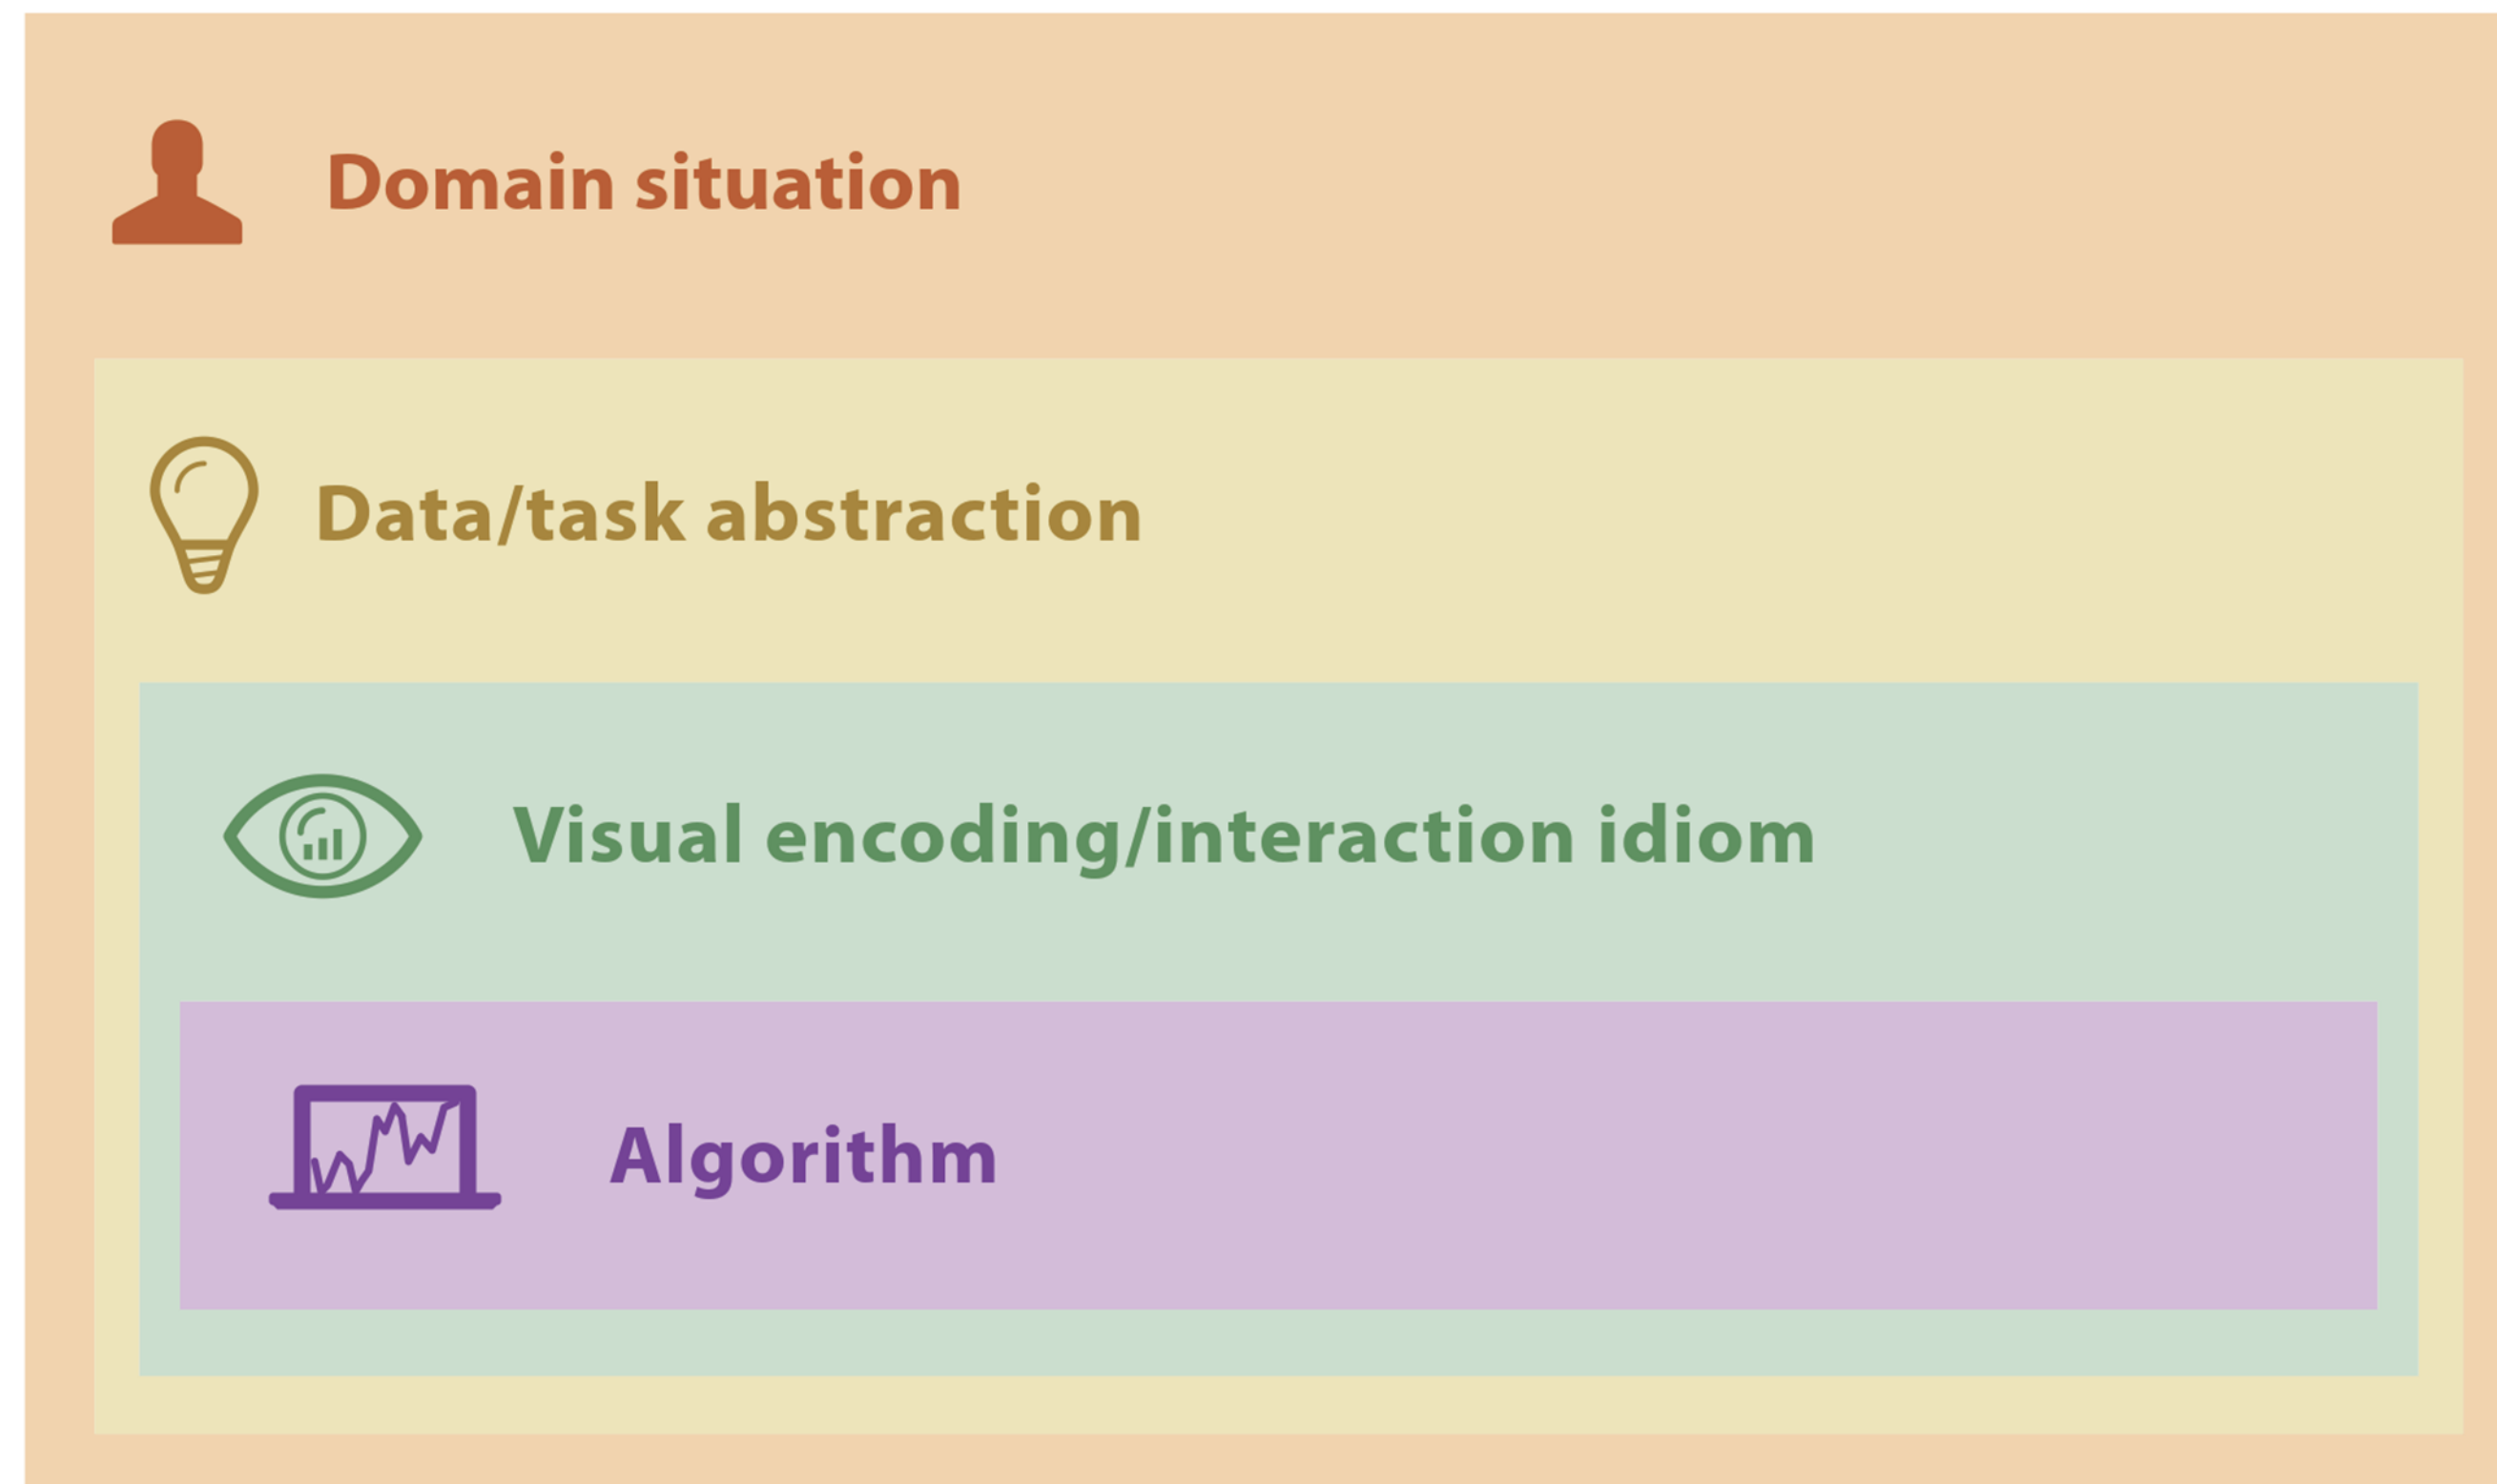 Domain situation
Data/task abstraction
Visual encoding/interaction idiom
Algorithm